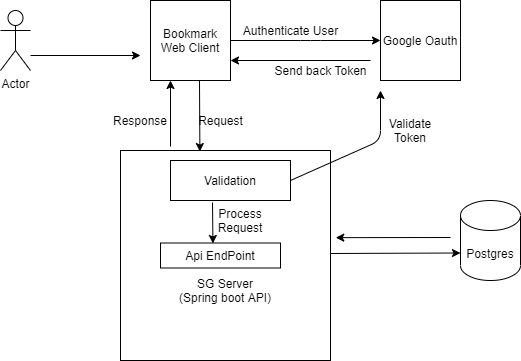 Actor
Bookmark
Web Client
Authenticate User
Google Oauth
Send back Token
Response
Request
Validate
Token
Validation
Process
Request
Api EndPoint
SG Server
(Spring boot API)
Postgres